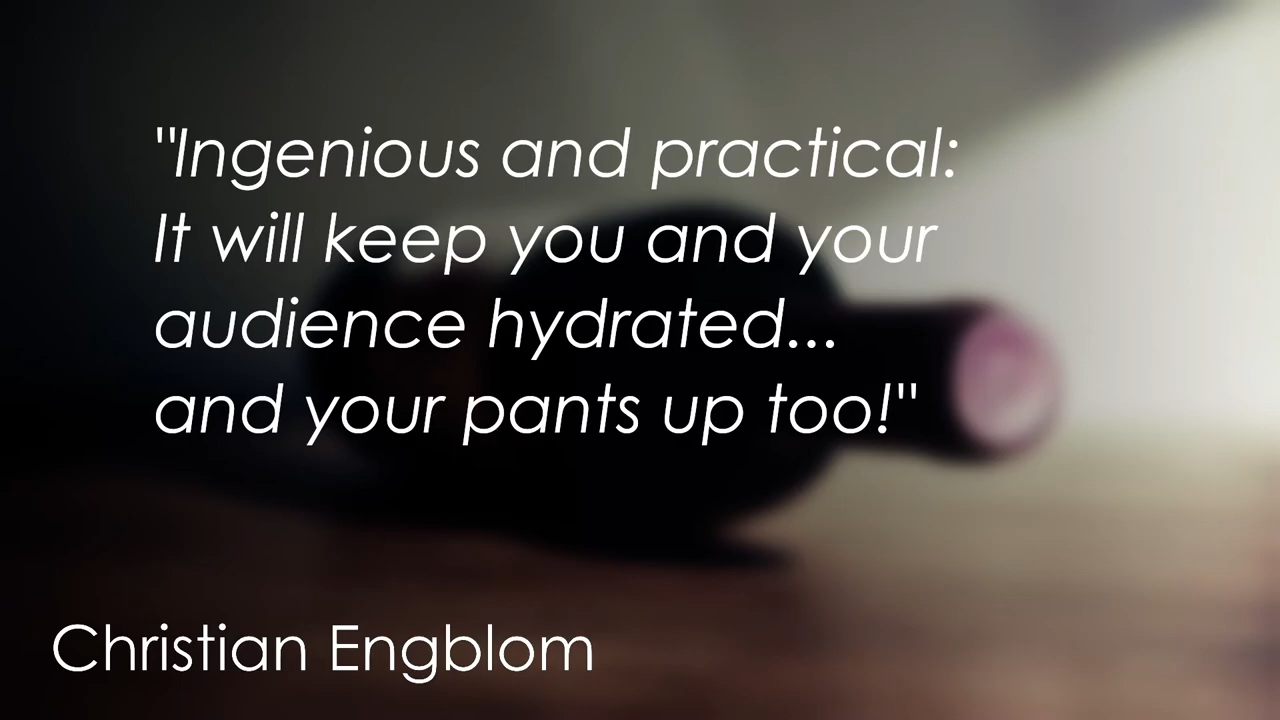 "Ingenious and practical:
It will keep you and your
audience hydrated...
and your pants up too!"
Christian Engblom